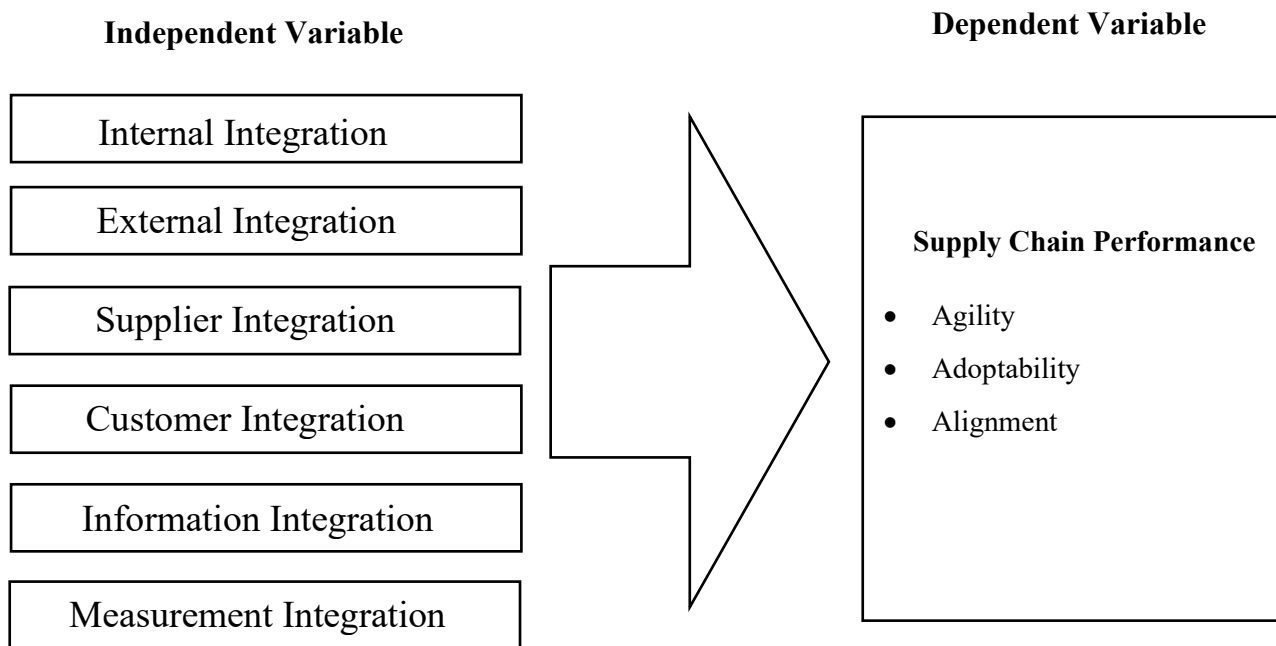 Independent Variable
Internal Integration
External Integration
Supplier Integration
Customer Integration
Information Integration
Measurement Integration
Dependent Variable
Supply Chain Performance
• Agility
• Adoptability
• Alignment